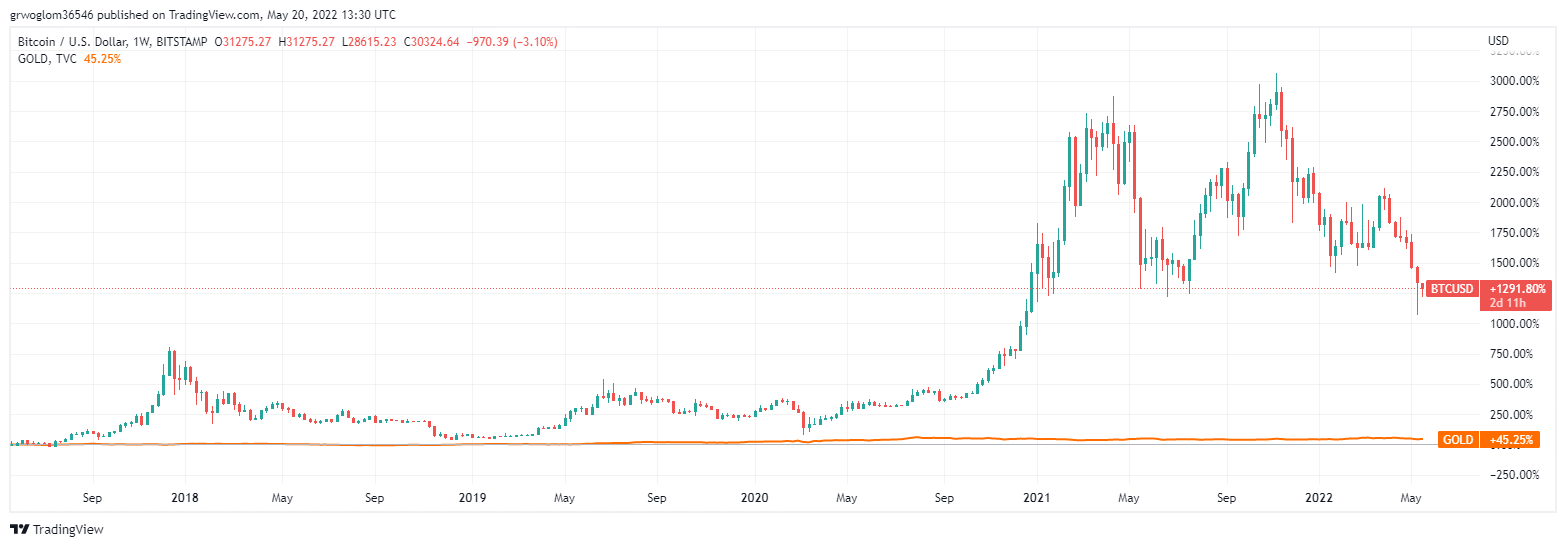 grwoglom36546 published on TradingView.com, May 20, 2022 13:30 UTC
Bitcoin / U.S. Dollar, 1W, BITSTAMP O31275.27 H31275.27 L28615.23 C30324.64 −970.39 (−3.10%)
GOLD, TVC 45.25%
USD
3000.00%
2750.00%
2500.00%
2250.00%
2000.00%
1750.00%
1500.00%
BTCUSD +1291.80%
2d 11h
1000.00%
750.00%
500.00%
250.00%
GOLD +45.25%
−250.00%
Sep 2018 May Sep 2019 May Sep 2020 May Sep 2021 May Sep 2022 May
TradingView